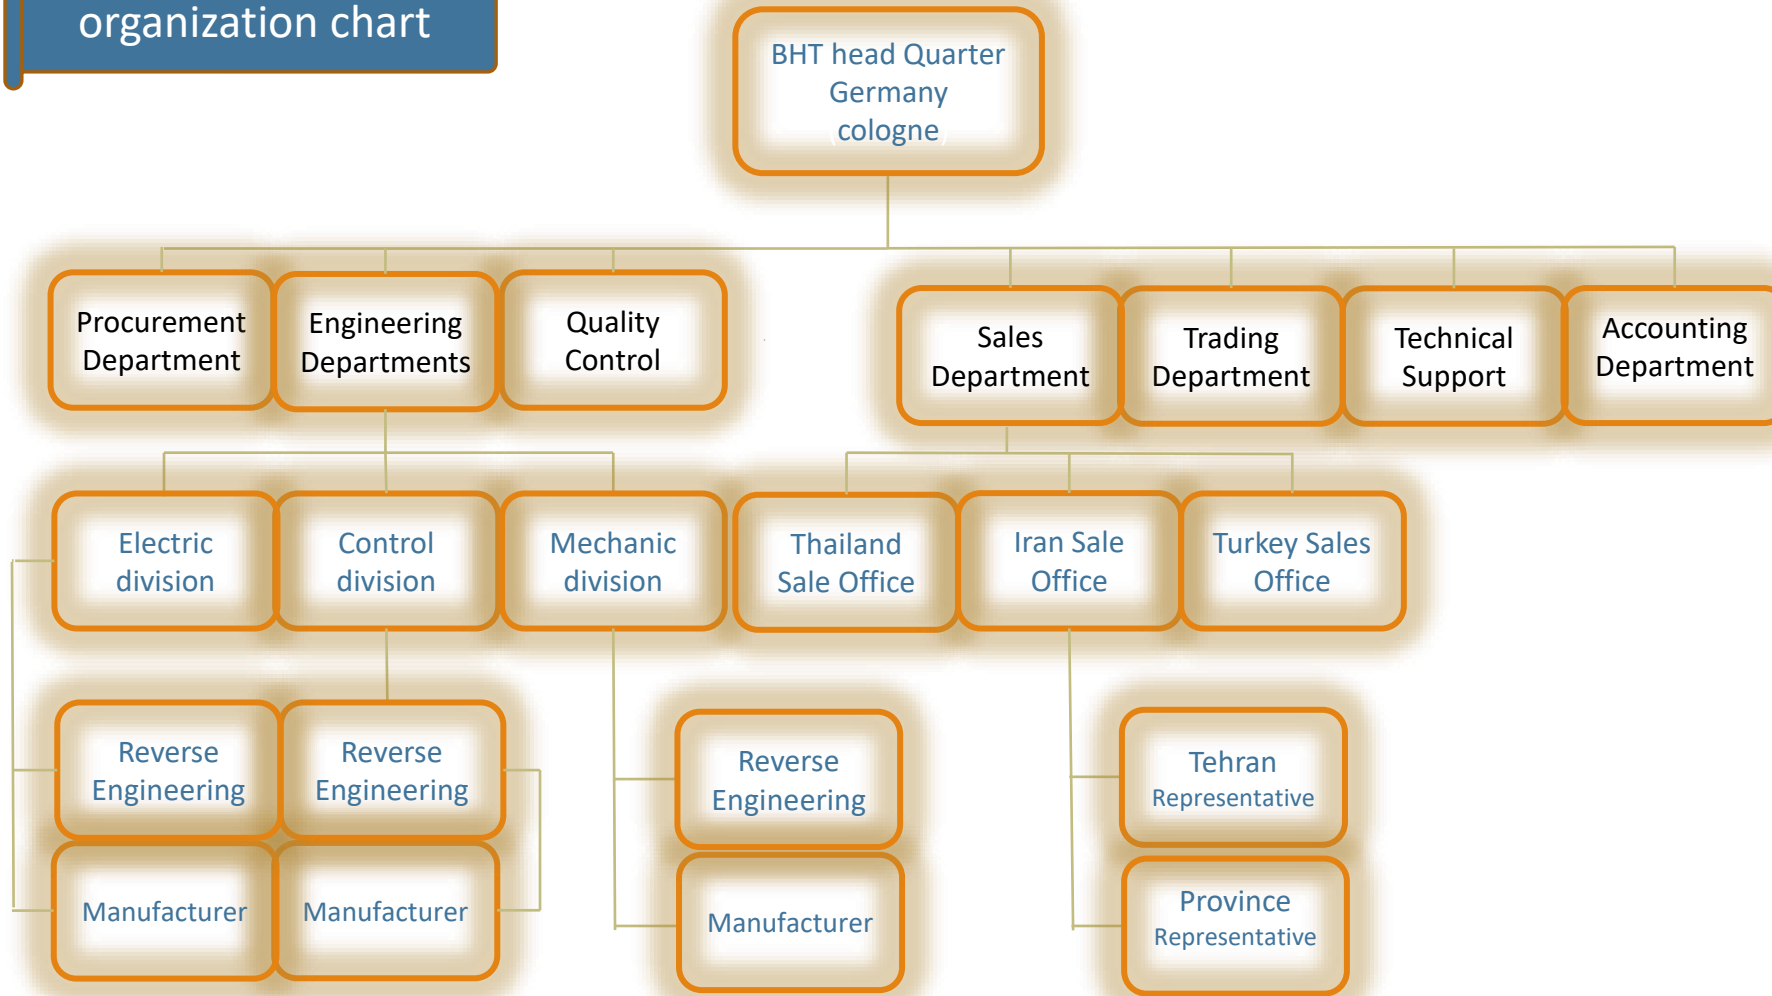 organization chart
BHT head Quarter
Germany
(cologne)
Procurement
Department
Engineering
Departments
Quality
Control
Sales
Department
Trading
Department
Technical
Support
Accounting
Department
Electric
division
Control
division
Mechanic
division
Thailand
Sale Office
Iran Sale
Office
Turkey Sales
Office
Reverse
Engineering
Reverse
Engineering
Reverse
Engineering
Tehran
Representative
Manufacturer
Manufacturer
Manufacturer
Province
Representative